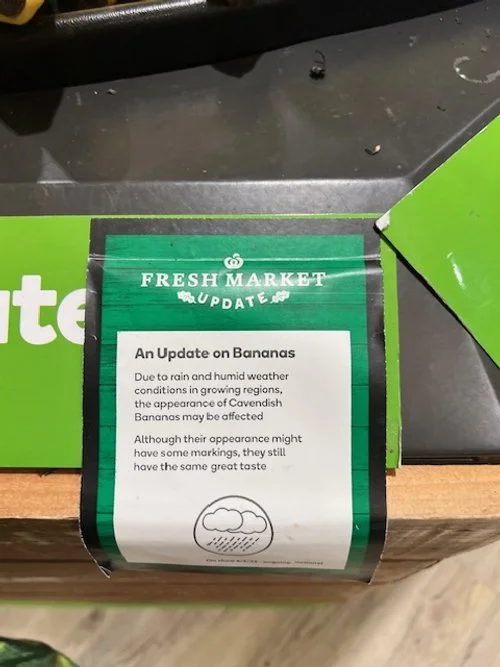 FRESH MARKET
UPDATE
An Update on Bananas
Due to rain and humid weather
conditions in growing regions,
the appearance of Cavendish
Bananas may be affected
Although their appearance might
have some markings, they still
have the same great taste
ate